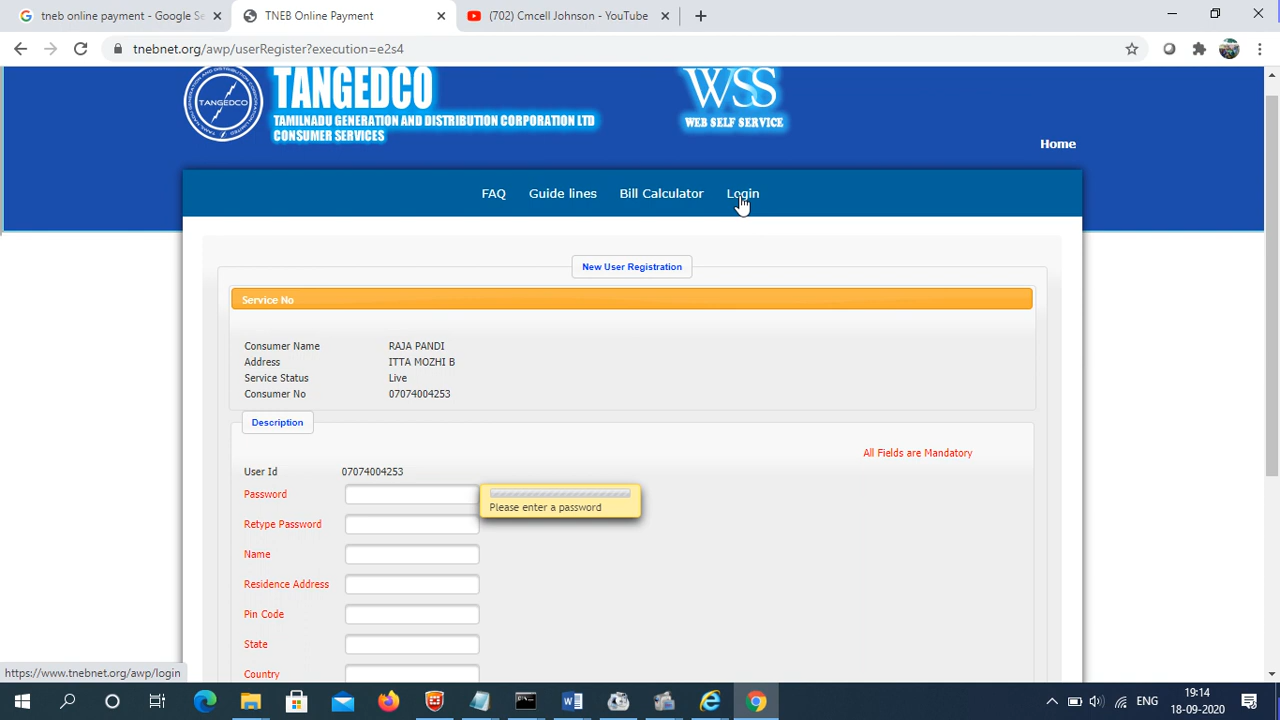 tneb online payment - Google Se
TNEB Online Payment
(702) Cmcell Johnson - YouTube
tnebnet.org/awp/userRegister?execution=e2s4
TANGEDCO
TAMILNADU GENERATION AND DISTRIBUTION CORPORATION LTD
CONSUMER SERVICES
TANGEDCO
WSS
WEB SELF SERVICE
Home
FAQ Guide lines Bill Calculator Login
New User Registration
Service No
Consumer Name RAJA PANDI
Address ITTA MOZHI B
Service Status Live
Consumer No 07074004253
Description
All Fields are Mandatory
User Id 07074004253
Password
Please enter a password
Retype Password
Name
Residence Address
Pin Code
State
Country
https://www.tnebnet.org/awp/login
ENG
19:14
18-09-2020